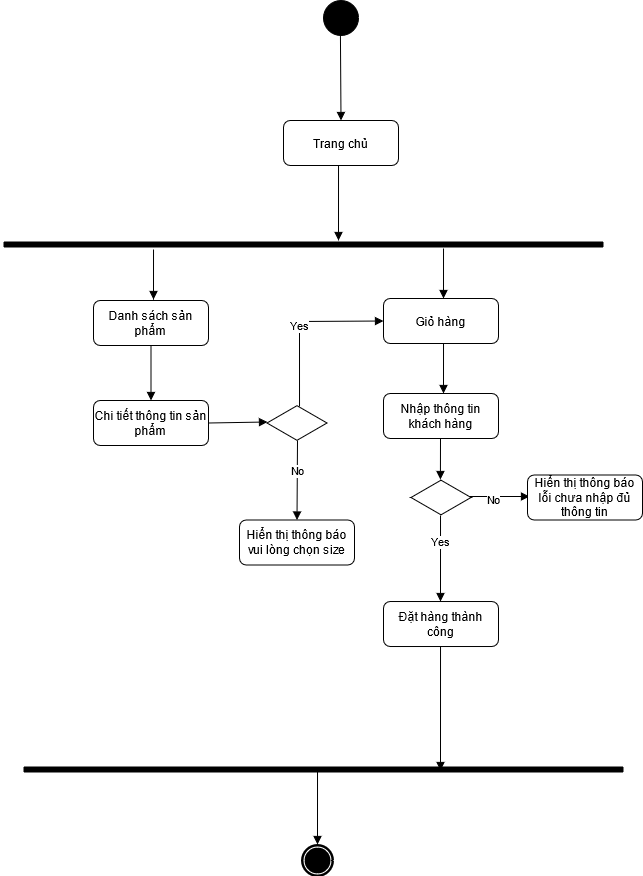 Trang chủ
Danh sách sản
phẩm
Chi tiết thông tin sản
phẩm
Yes
No
Hiển thị thông báo
vui lòng chọn size
Giỏ hàng
Nhập thông tin
khách hàng
No
Hiển thị thông báo
lỗi chưa nhập đủ
thông tin
Yes
Đặt hàng thành
công